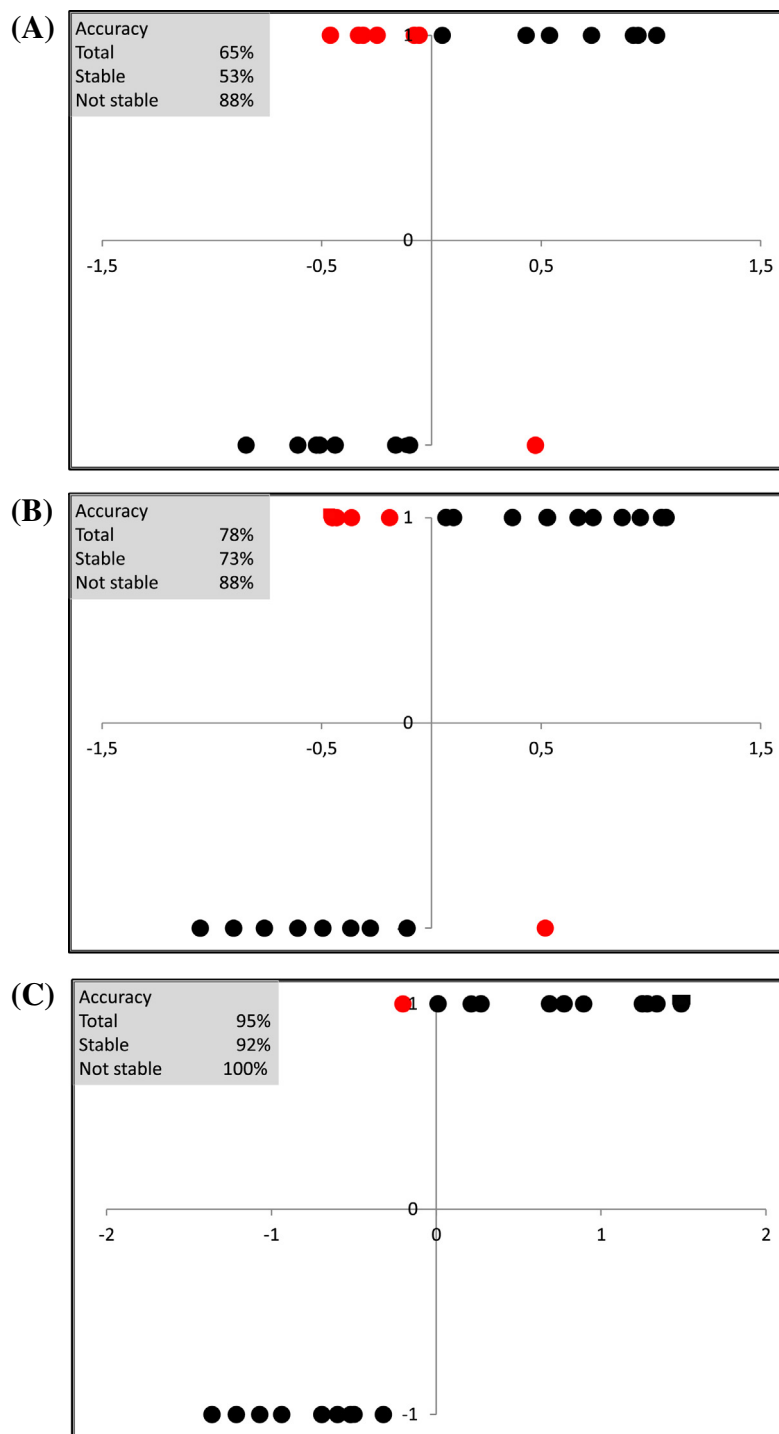 (A)
Accuracy
Total 65%
Stable 53%
Not stable 88%
1
0
-1,5 -0,5 0,5 1,5
(B)
Accuracy
Total 78%
Stable 73%
Not stable 88%
1
0
-1,5 -0,5 0,5 1,5
(C)
Accuracy
Total 95%
Stable 92%
Not stable 100%
1
0
-2 -1 0 1 2
-1